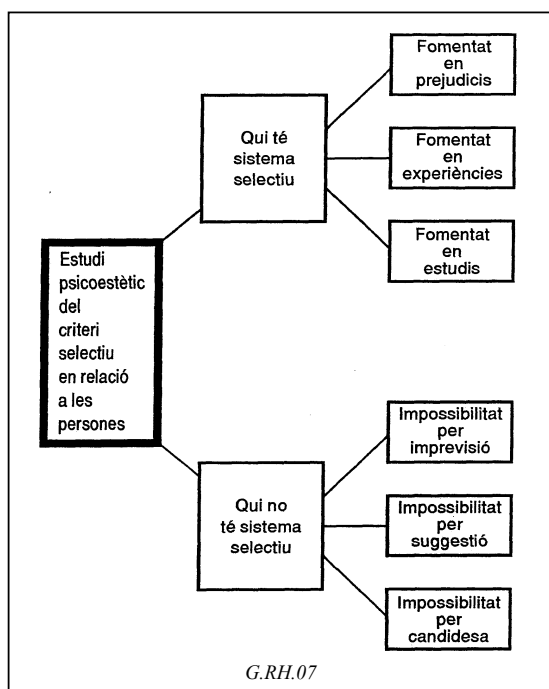 Estudi
psicoestètic
del
criteri
selectiu
en relació
a les
persones
Qui té
sistema
selectiu
Fomentat
en
prejudicis
Fomentat
en
experiències
Fomentat
en
estudis
Qui no
té sistema
selectiu
Impossibilitat
per
imprevisió
Impossibilitat
per
suggestió
Impossibilitat
per
candidesa
G.RH.07